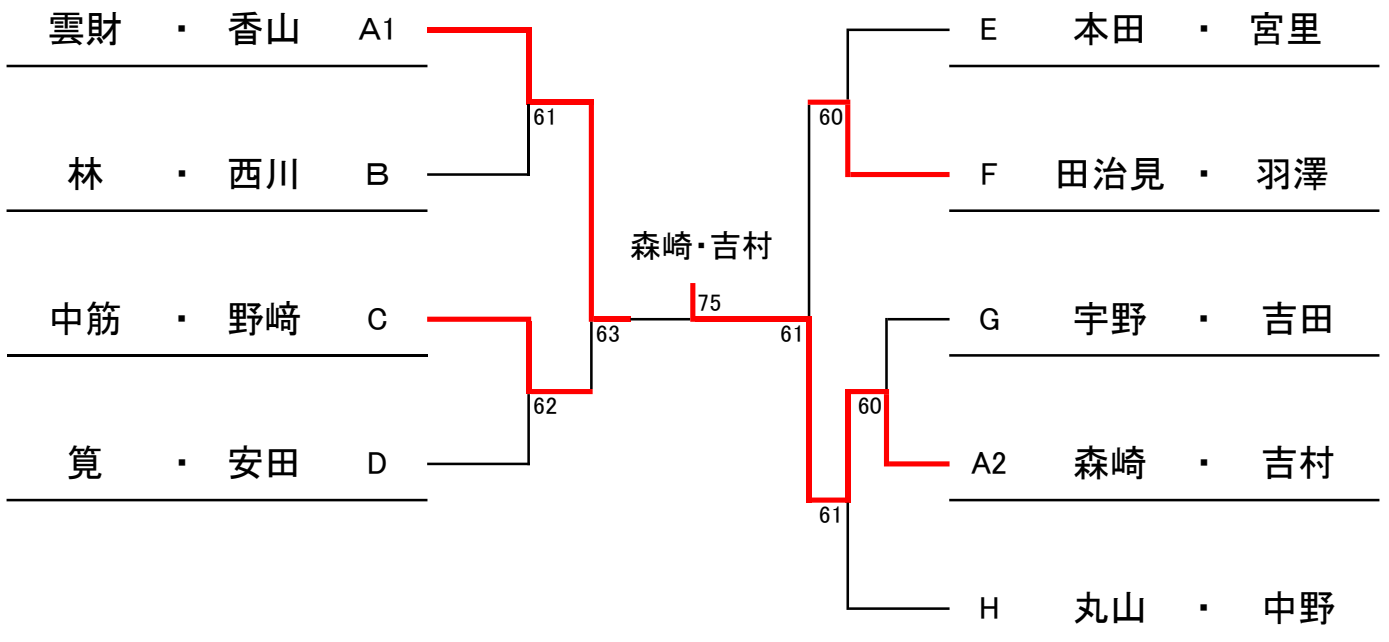 雲財 ・ 香山 A1
61
林 ・ 西川 B
中筋 ・ 野﨑 C
63
62
筧 ・ 安田 D
森崎・吉村
75
E 本田 ・ 宮里
60
F 田治見 ・ 羽澤
G 宇野 ・ 吉田
61
60
A2 森崎 ・ 吉村
61
H 丸山 ・ 中野